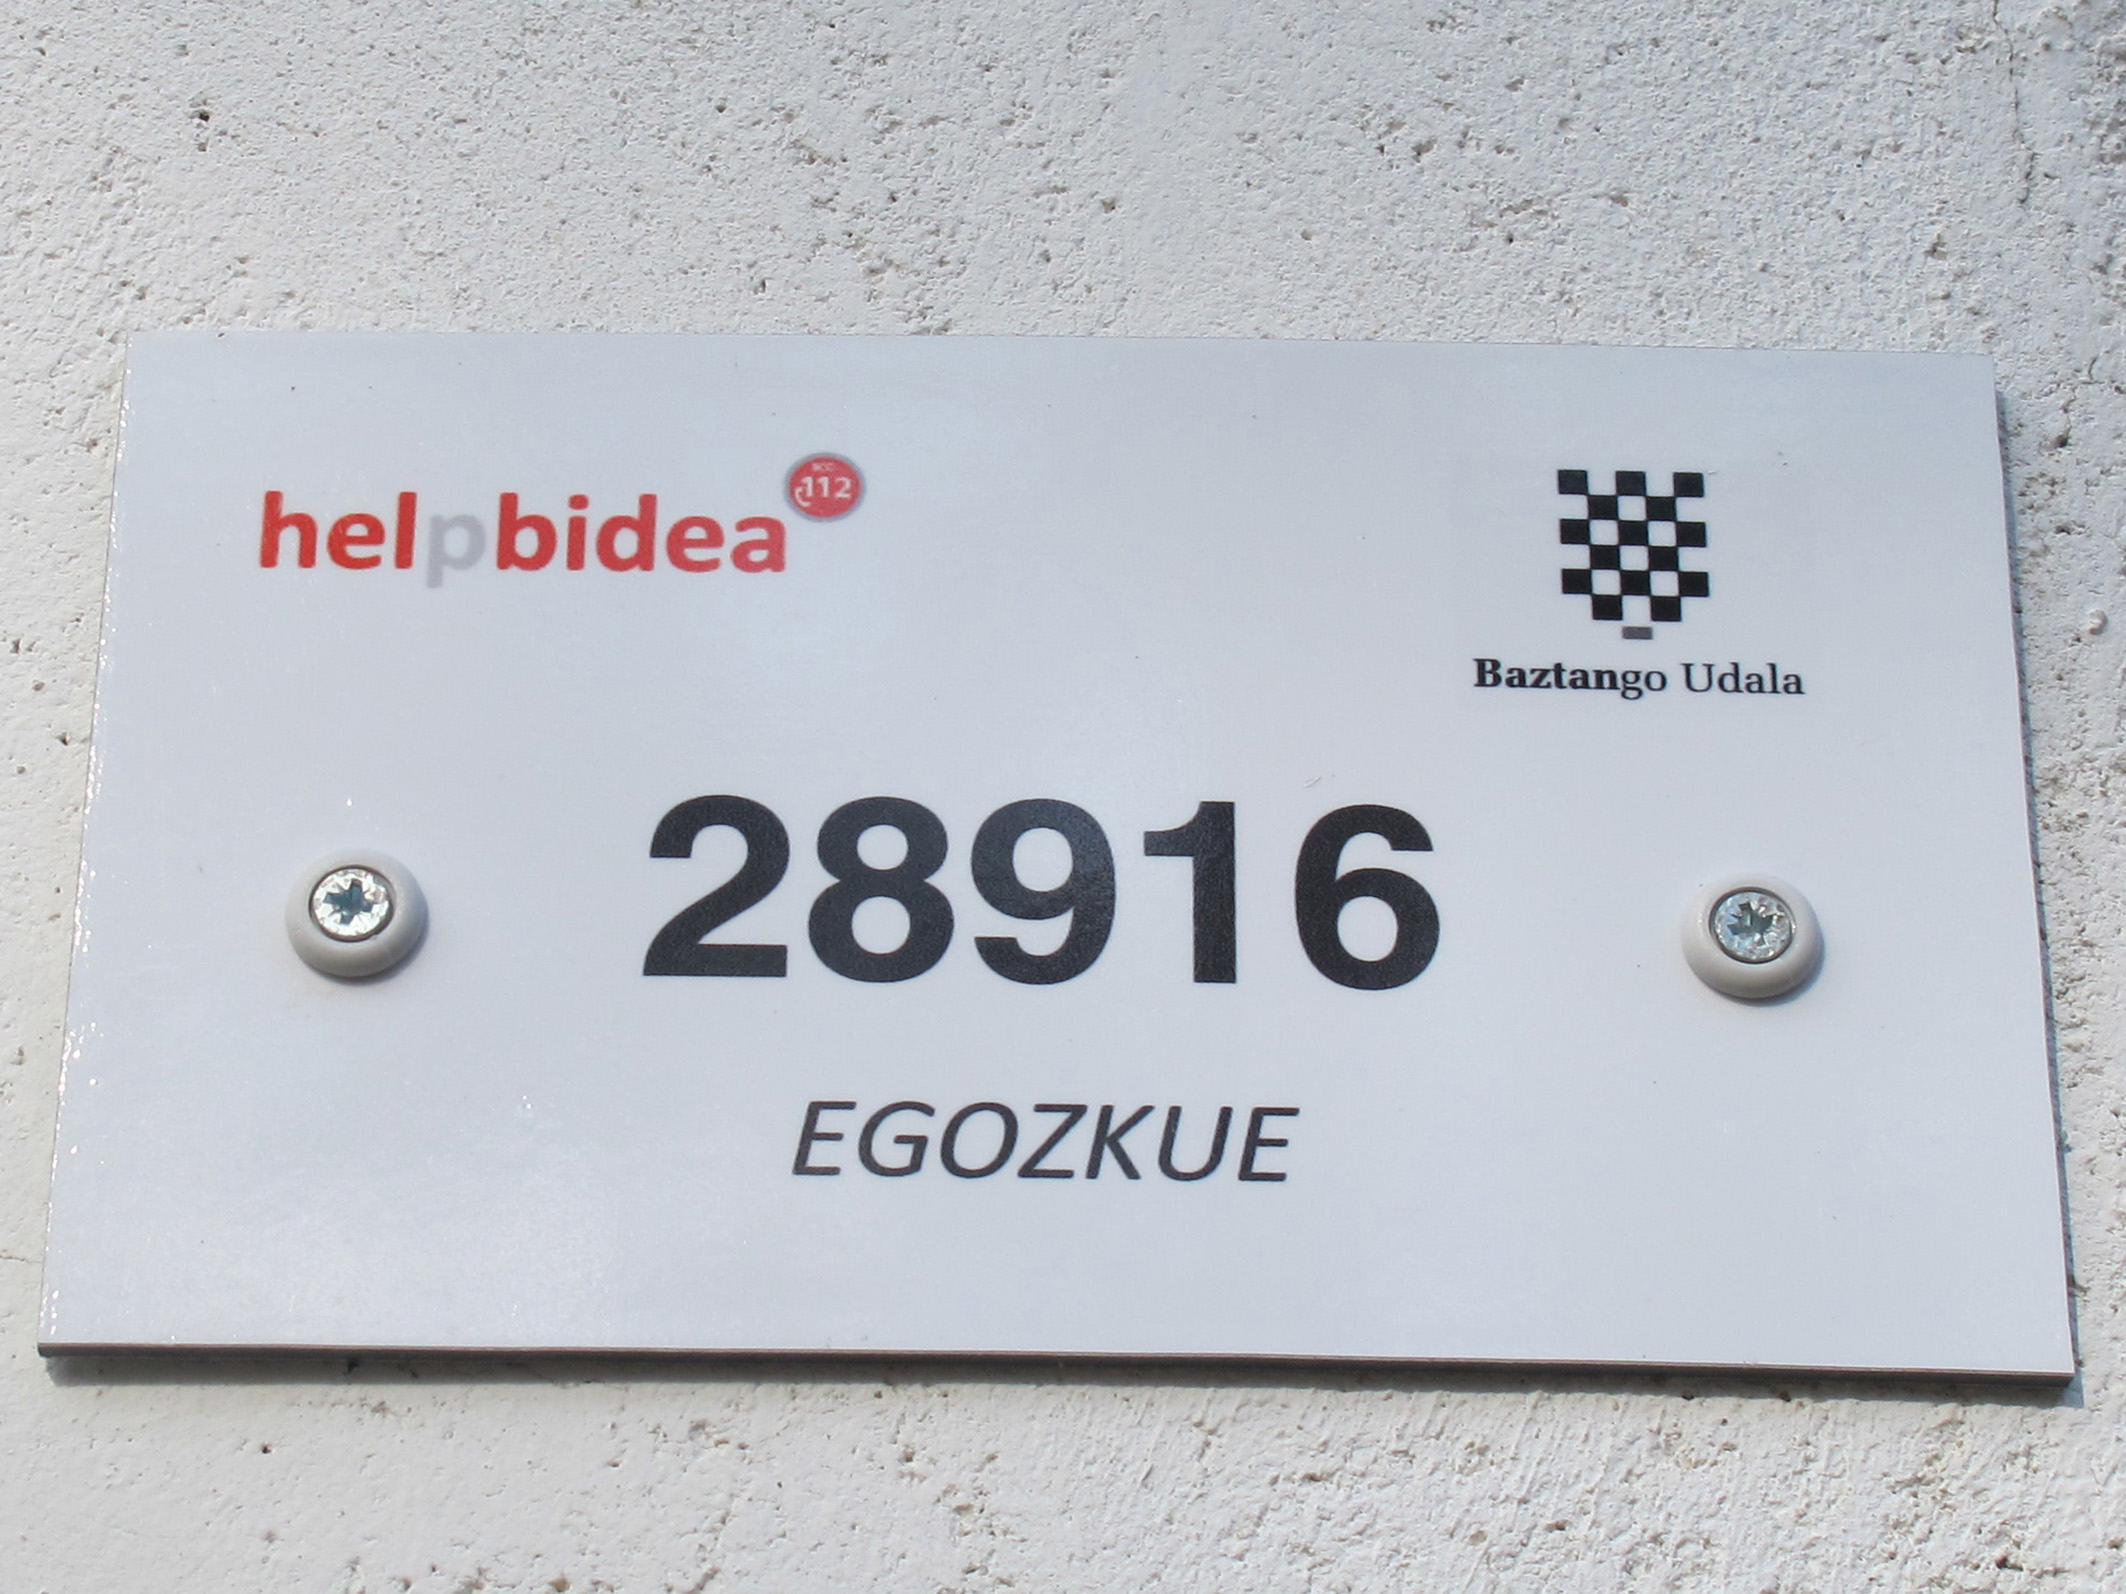 helpbidea
112
Baztango Udala
28916
EGOZKUE